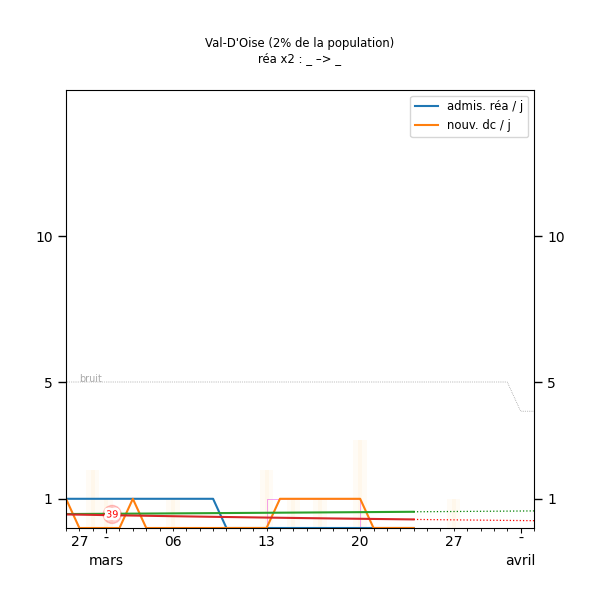 Val-D'Oise (2% de la population)
réa x2 : _ –> _
admis. réa / j
nouv. dc / j
10 10
bruit
5 5
1 1
39
27 - 06 13 20 27 -
mars avril